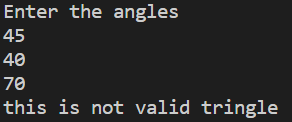 Enter the angles
45
40
70
this is not valid tringle